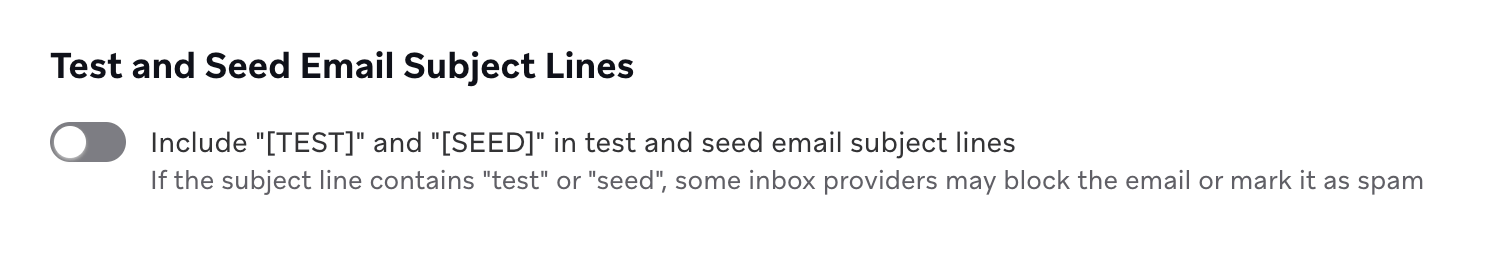 Test and Seed Email Subject Lines
Include "[TEST]" and "[SEED]" in test and seed email subject lines
If the subject line contains "test" or "seed", some inbox providers may block the email or mark it as spam